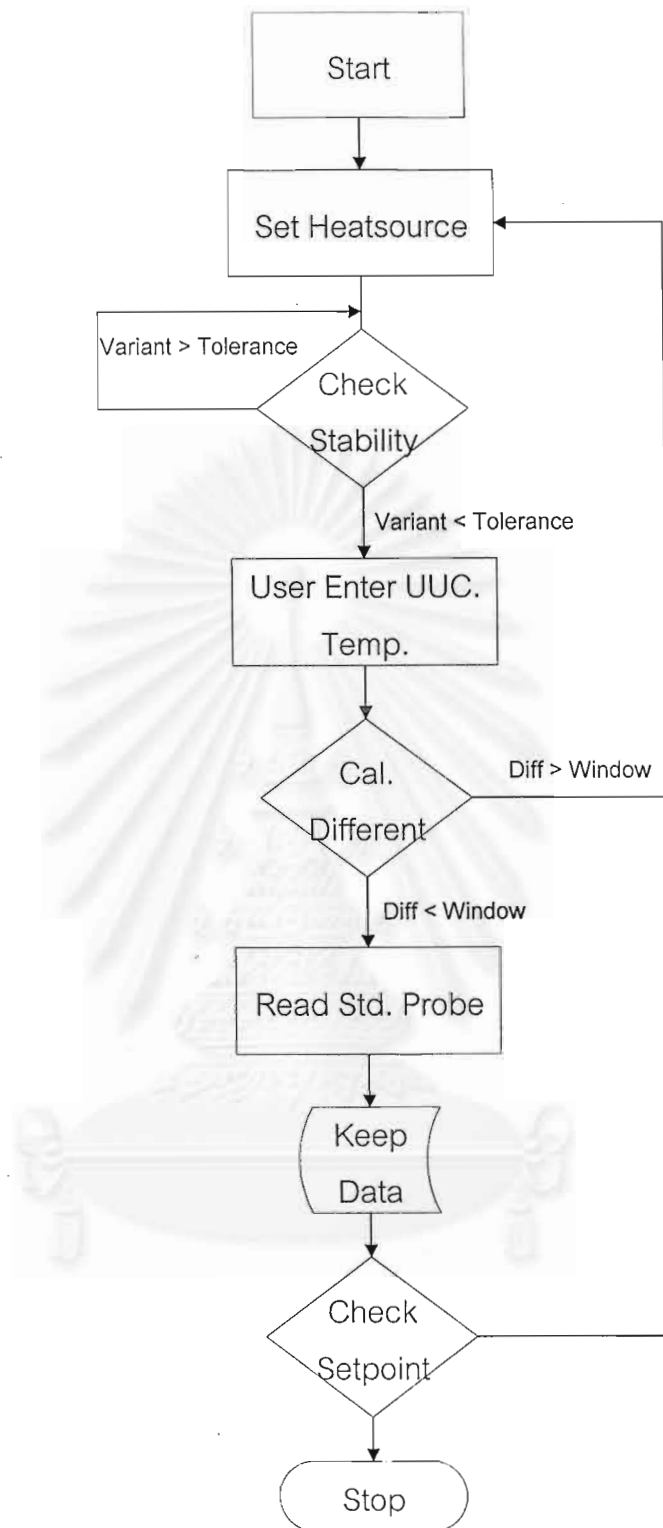 Start
Set Heatsource
Variant > Tolerance
Check
Stability
Variant < Tolerance
User Enter UUC.
Temp.
Cal.
Different
Diff > Window
Diff < Window
Read Std. Probe
Keep
Data
Check
Setpoint
Stop